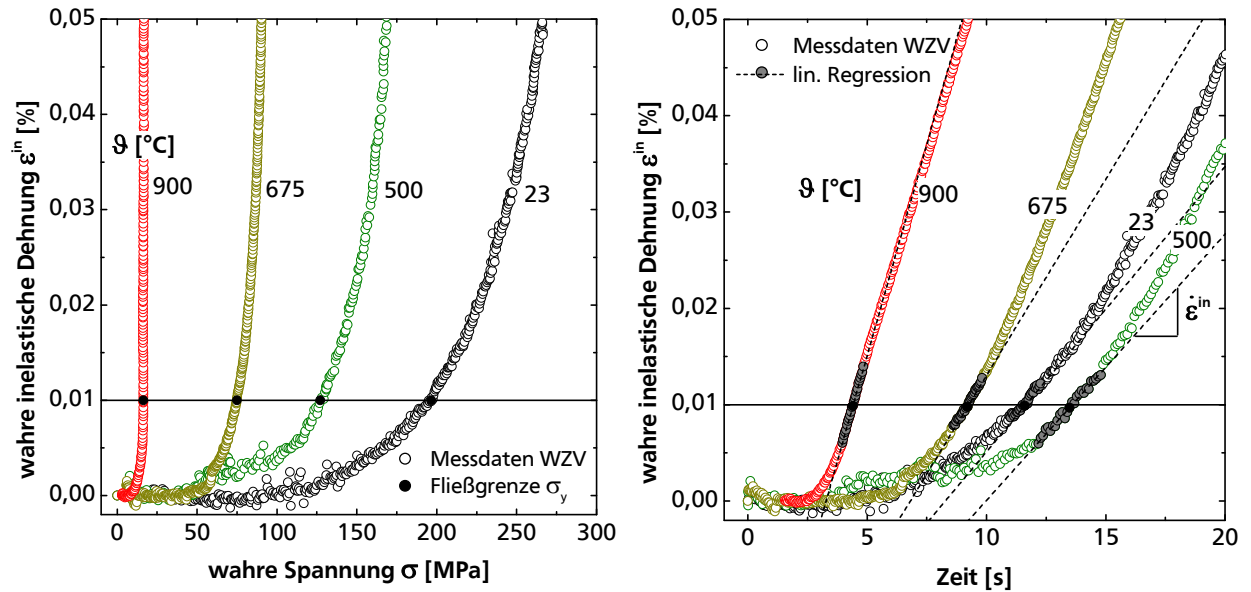 wahre inelastische Dehnung ε^in [%]
0,05
0,04
0,03
0,02
0,01
0,00
ϑ [°C]
900
675
500
23
Messdaten WZV
Fließgrenze σ_y
0
50
100
150
200
250
300
wahre Spannung σ [MPa]
wahre inelastische Dehnung ε^in [%]
0,05
0,04
0,03
0,02
0,01
0,00
Messdaten WZV
lin. Regression
ϑ [°C]
900
675
23
500
ε̇^in
0
5
10
15
20
Zeit [s]